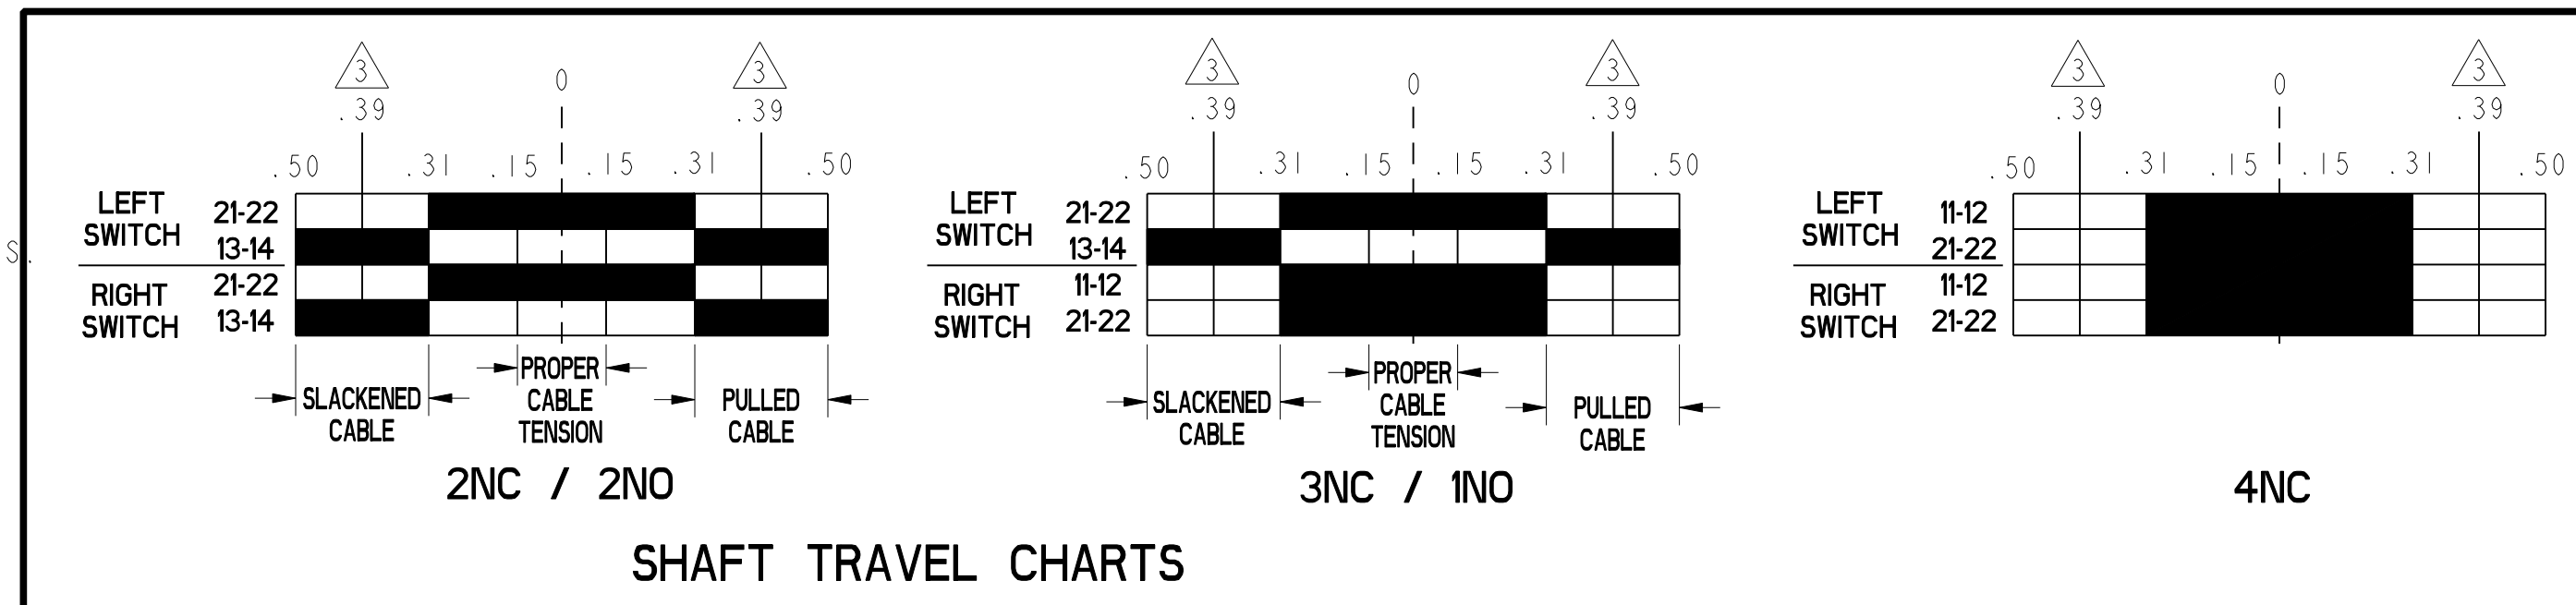 3 0 3 3 0 3 3 0 3
.39 .39 .39 .39 .39 .39
.50 .31 .15 .15 .31 .50 .50 .31 .15 .15 .31 .50 .50 .31 .15 .15 .31 .50
LEFT SWITCH 21-22
13-14
RIGHT SWITCH 21-22
13-14
SLACKENED CABLE
PROPER CABLE TENSION
PULLED CABLE
2NC / 2NO
LEFT SWITCH 21-22
13-14
RIGHT SWITCH 11-12
21-22
SLACKENED CABLE
PROPER CABLE TENSION
PULLED CABLE
3NC / 1NO
LEFT SWITCH 11-12
21-22
RIGHT SWITCH 11-12
21-22
4NC
SHAFT TRAVEL CHARTS